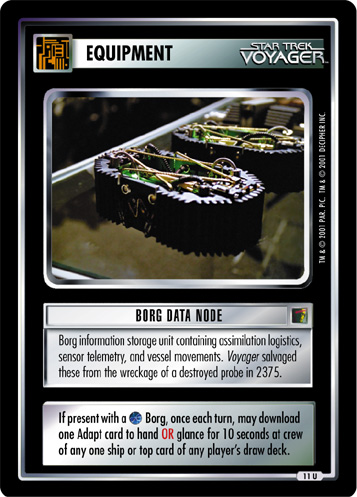 EQUIPMENT
STAR TREK
VOYAGER
TM & © 2001 PAR. PIC. TM & © 2001 DECIPHER INC.
BORG DATA NODE
Borg information storage unit containing assimilation logistics,
sensor telemetry, and vessel movements. Voyager salvaged
these from the wreckage of a destroyed probe in 2375.
If present with a Borg, once each turn, may download
one Adapt card to hand OR glance for 10 seconds at crew
of any one ship or top card of any player's draw deck.
11 U